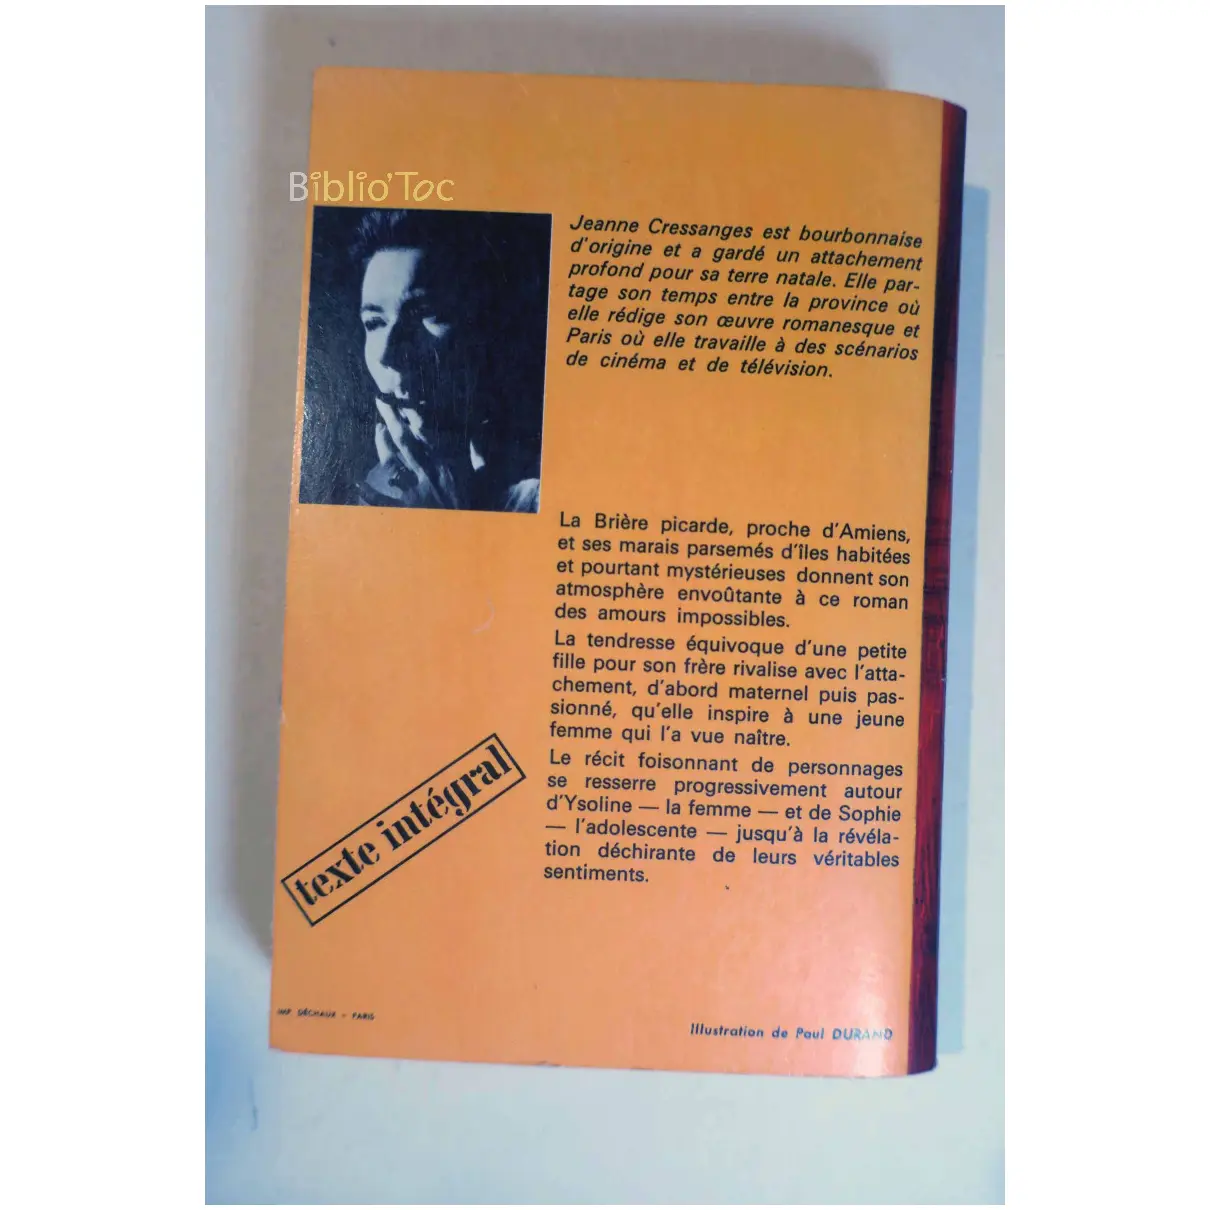 Biblio'Toc
Jeanne Cressanges est bourbonnaise
d'origine et a gardé un attachement
profond pour sa terre natale. Elle par-
tage son temps entre la province où
elle rédige son œuvre romanesque et
Paris où elle travaille à des scénarios
de cinéma et de télévision.
La Brière picarde, proche d'Amiens,
et ses marais parsemés d'îles habitées
et pourtant mystérieuses donnent son
atmosphère envoûtante à ce roman
des amours impossibles.
La tendresse équivoque d'une petite
fille pour son frère rivalise avec l'atta-
chement, d'abord maternel puis pas-
sionné, qu'elle inspire à une jeune
femme qui l'a vue naître.
Le récit foisonnant de personnages
se resserre progressivement autour
d'Ysoline — la femme — et de Sophie
— l'adolescente — jusqu'à la révéla-
tion déchirante de leurs véritables
sentiments.
texte intégral
IMP DÉCHAUX - PARIS
Illustration de Paul DURAND